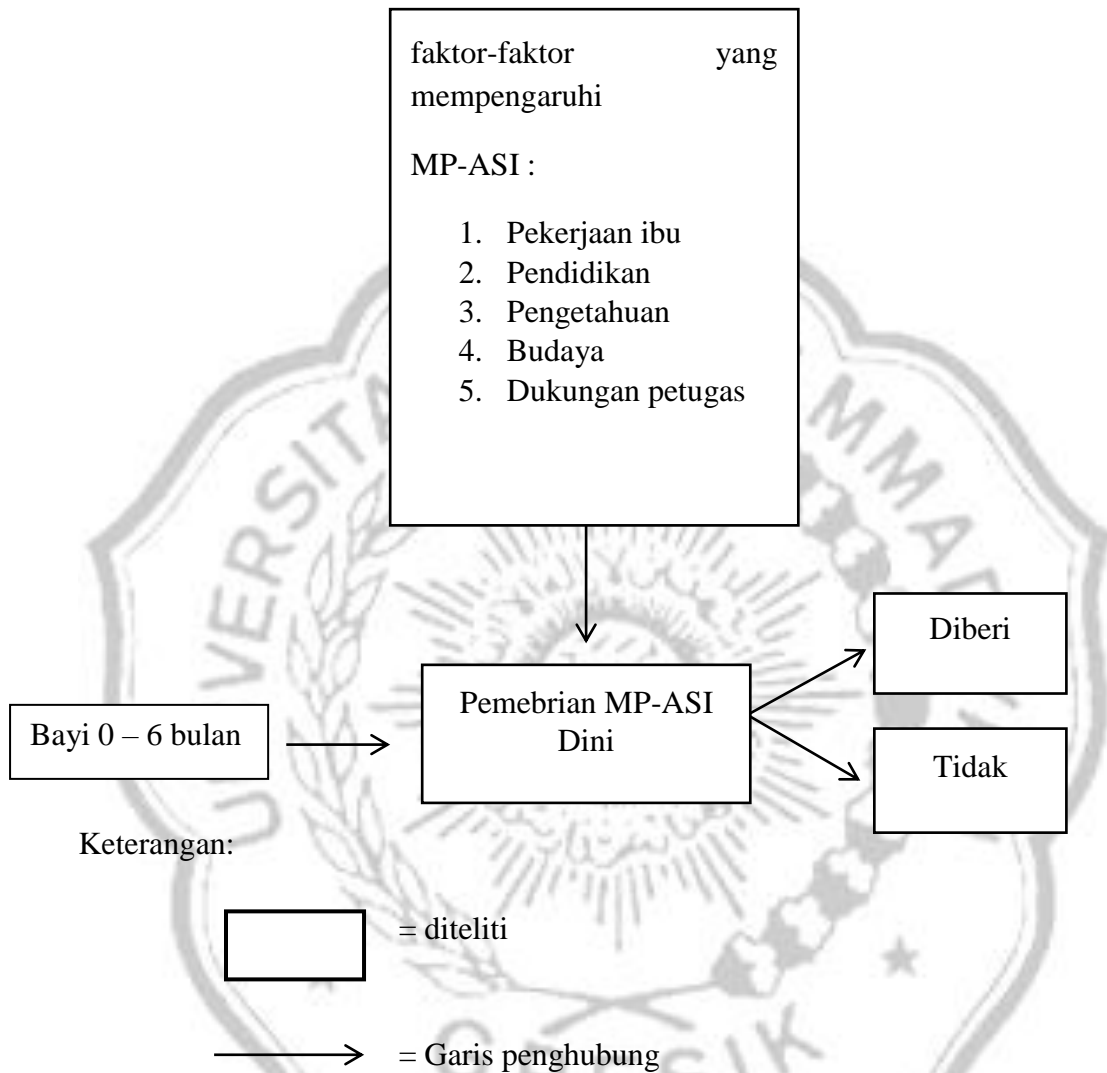 faktor-faktor yang
mempengaruhi
MP-ASI :
1. Pekerjaan ibu
2. Pendidikan
3. Pengetahuan
4. Budaya
5. Dukungan petugas
Diberi
Pemebrian MP-ASI
Dini
Bayi 0 – 6 bulan
Tidak
Keterangan:
= diteliti
= Garis penghubung